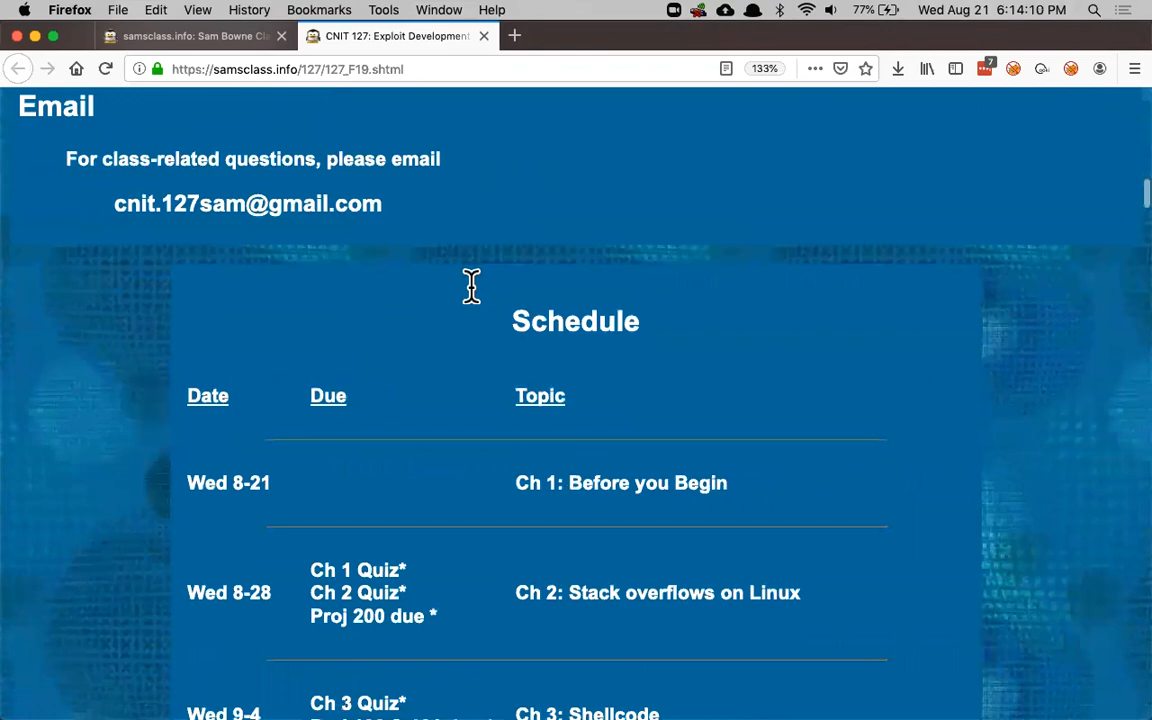 Firefox File Edit View History Bookmarks Tools Window Help 77% Wed Aug 21 6:14:10 PM
samsclass.info: Sam Bowne Cla
CNIT 127: Exploit Development
https://samsclass.info/127/127_F19.shtml 133% 7
Email
For class-related questions, please email
cnit.127sam@gmail.com
Schedule
Date Due Topic
Wed 8-21 Ch 1: Before you Begin
Ch 1 Quiz*
Wed 8-28 Ch 2 Quiz* Ch 2: Stack overflows on Linux
Proj 200 due *
Ch 3 Quiz*
Wed 9-4 Ch 3: Shellcode